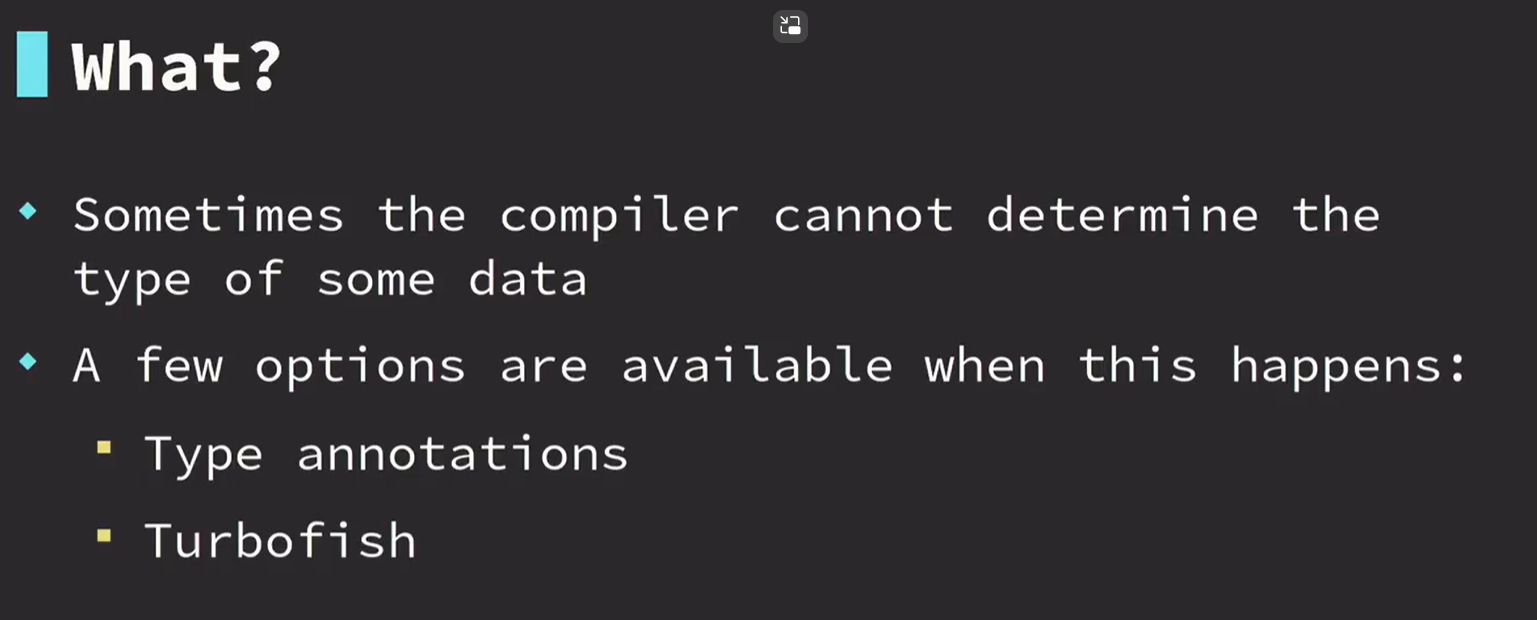 What?
Sometimes the compiler cannot determine the
type of some data
A few options are available when this happens:
Type annotations
Turbofish